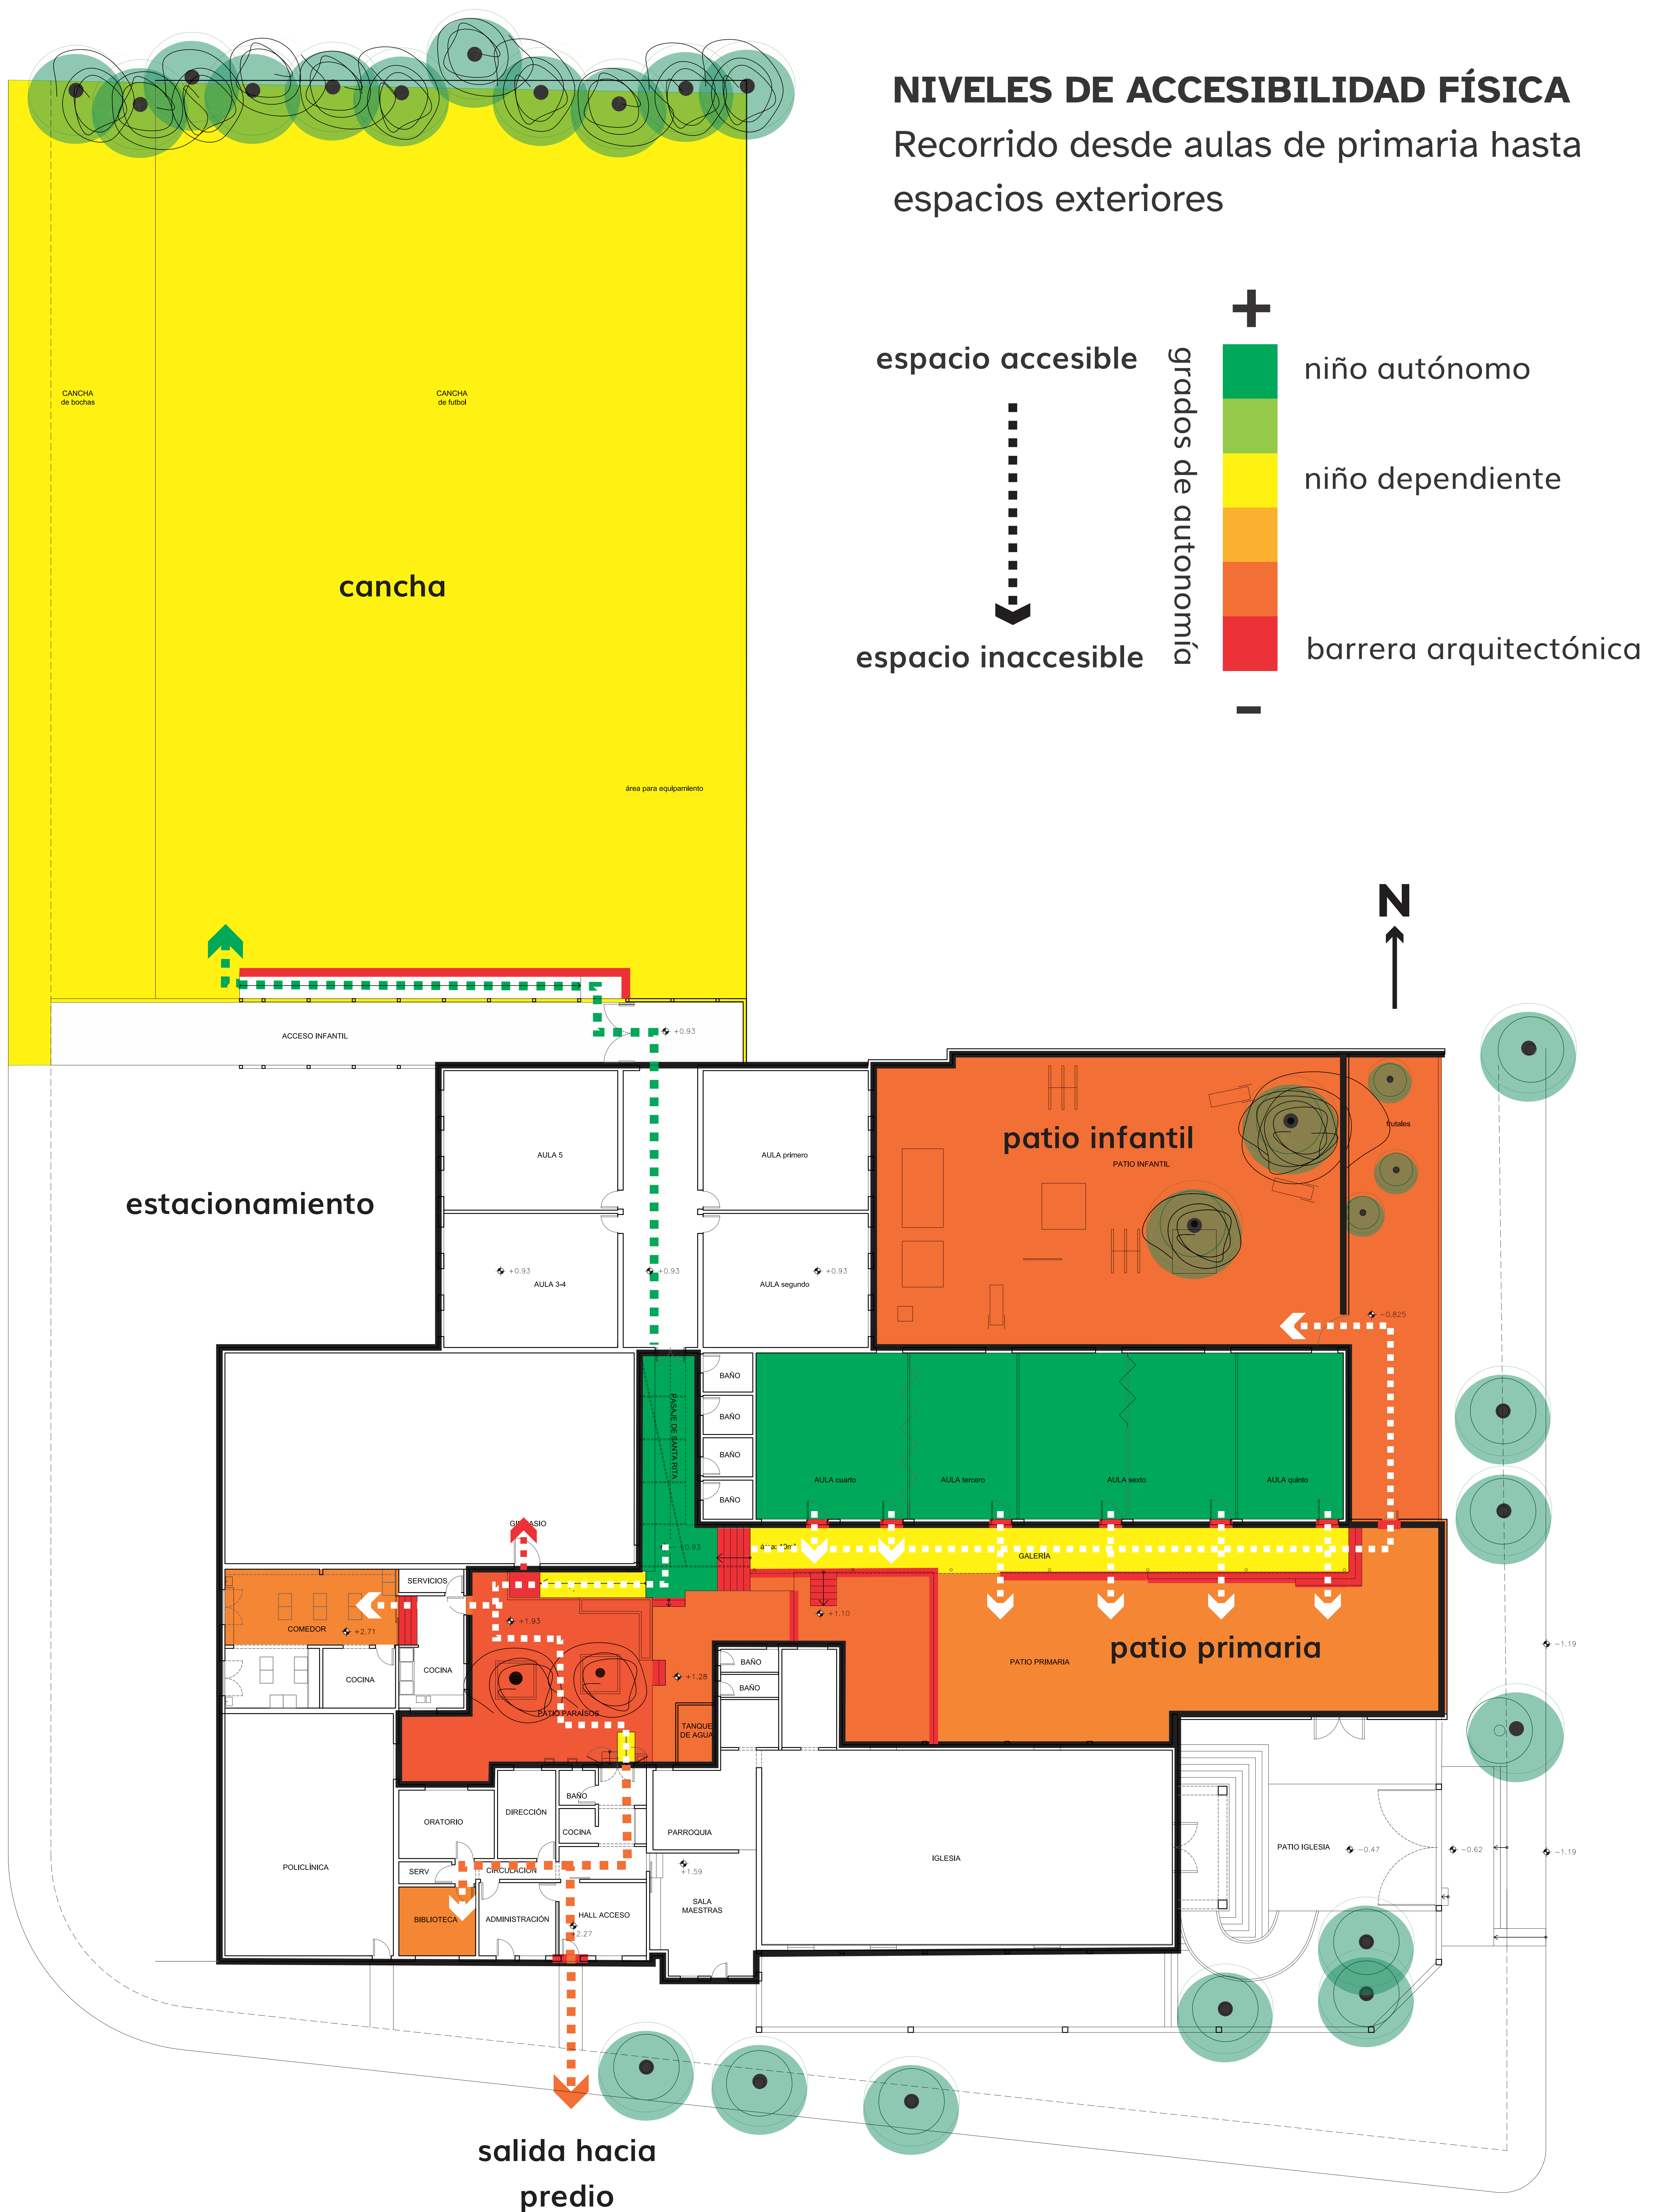 NIVELES DE ACCESIBILIDAD FÍSICA
Recorrido desde aulas de primaria hasta
espacios exteriores
+
espacio accesible
grados de autonomía
niño autónomo
niño dependiente
espacio inaccesible
barrera arquitectónica
-
CANCHA
de bochas
CANCHA
de futbol
cancha
área para equipamiento
N
ACCESO INFANTIL
+0.93
estacionamiento
AULA 5
AULA primero
patio infantil
PATIO INFANTIL
frutales
AULA 3-4
+0.93
+0.93
AULA segundo
+0.93
-0.825
PASAJE DE SANTA RITA
BAÑO
BAÑO
BAÑO
BAÑO
AULA cuarto
AULA tercero
AULA sexto
AULA quinto
GIMNASIO
+0.93
GALERÍA
SERVICIOS
COMEDOR
+2.71
+1.93
+1.10
patio primaria
PATIO PRIMARIA
-1.19
COCINA
COCINA
BAÑO
BAÑO
+1.28
PATIO PARAÍSOS
TANQUE
DE AGUA
ORATORIO
DIRECCIÓN
BAÑO
COCINA
PARROQUIA
POLICLÍNICA
SERV
CIRCULACIÓN
+1.59
IGLESIA
PATIO IGLESIA
-0.47
-0.62
-1.19
BIBLIOTECA
ADMINISTRACIÓN
HALL ACCESO
+2.27
SALA
MAESTRAS
salida hacia
predio